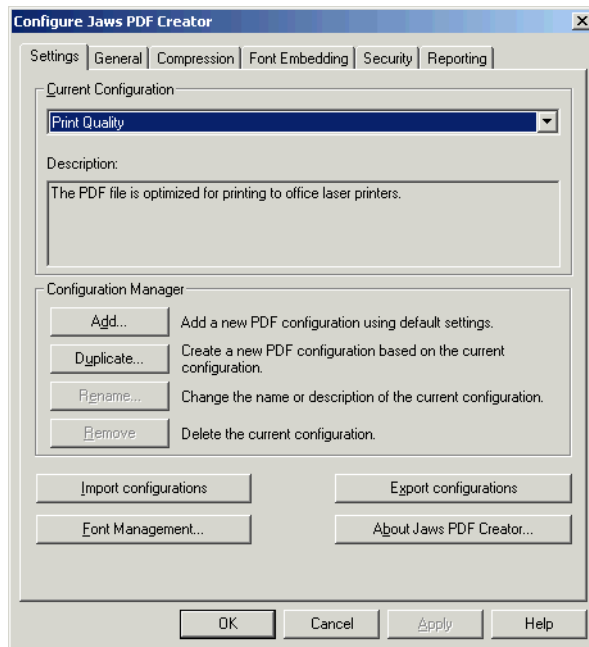 Configure Jaws PDF Creator
Settings General Compression Font Embedding Security Reporting
Current Configuration
Print Quality
Description:
The PDF file is optimized for printing to office laser printers.
Configuration Manager
Add... Add a new PDF configuration using default settings.
Duplicate... Create a new PDF configuration based on the current
configuration.
Rename... Change the name or description of the current configuration.
Remove Delete the current configuration.
Import configurations Export configurations
Font Management... About Jaws PDF Creator...
OK Cancel Apply Help